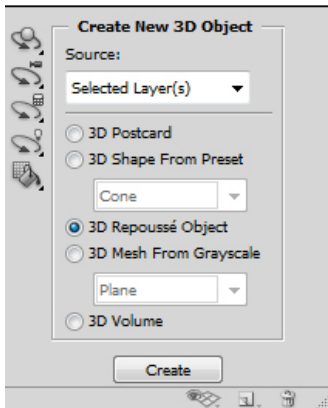 Create New 3D Object
Source:
Selected Layer(s)
3D Postcard
3D Shape From Preset
Cone
3D Repoussé Object
3D Mesh From Grayscale
Plane
3D Volume
Create